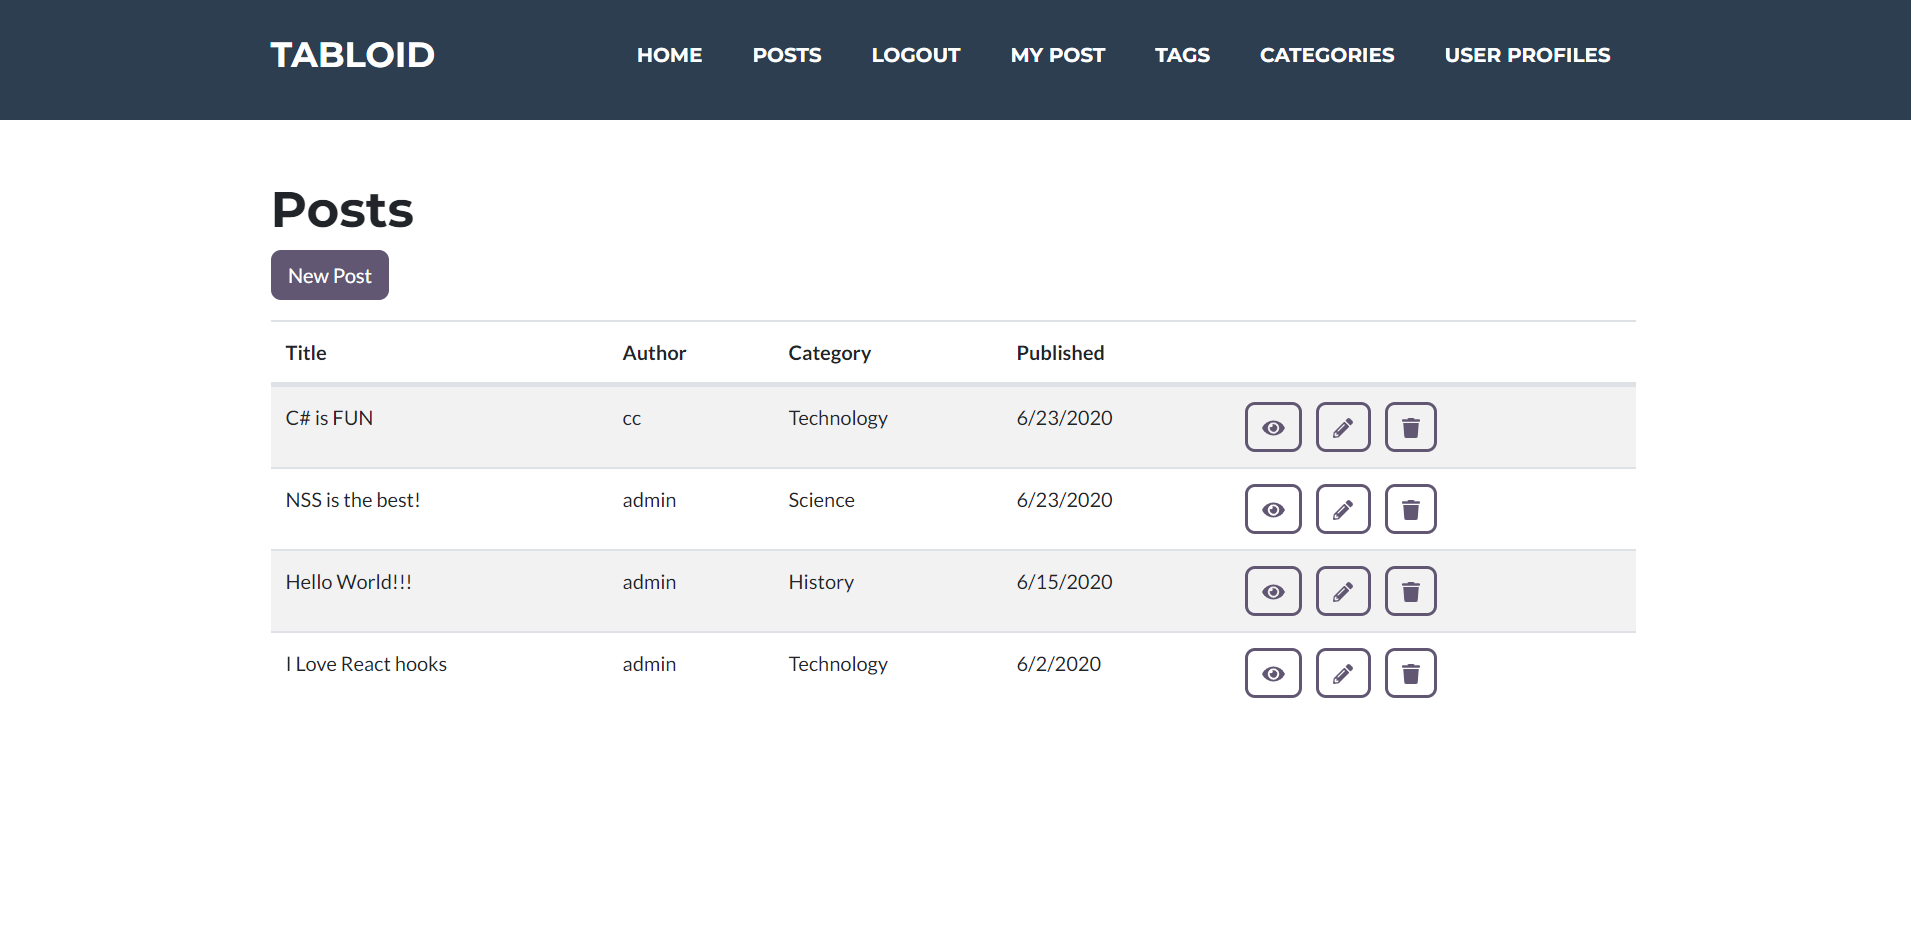 TABLOID HOME POSTS LOGOUT MY POST TAGS CATEGORIES USER PROFILES
Posts
New Post
Title Author Category Published
C# is FUN cc Technology 6/23/2020
NSS is the best! admin Science 6/23/2020
Hello World!!! admin History 6/15/2020
I Love React hooks admin Technology 6/2/2020